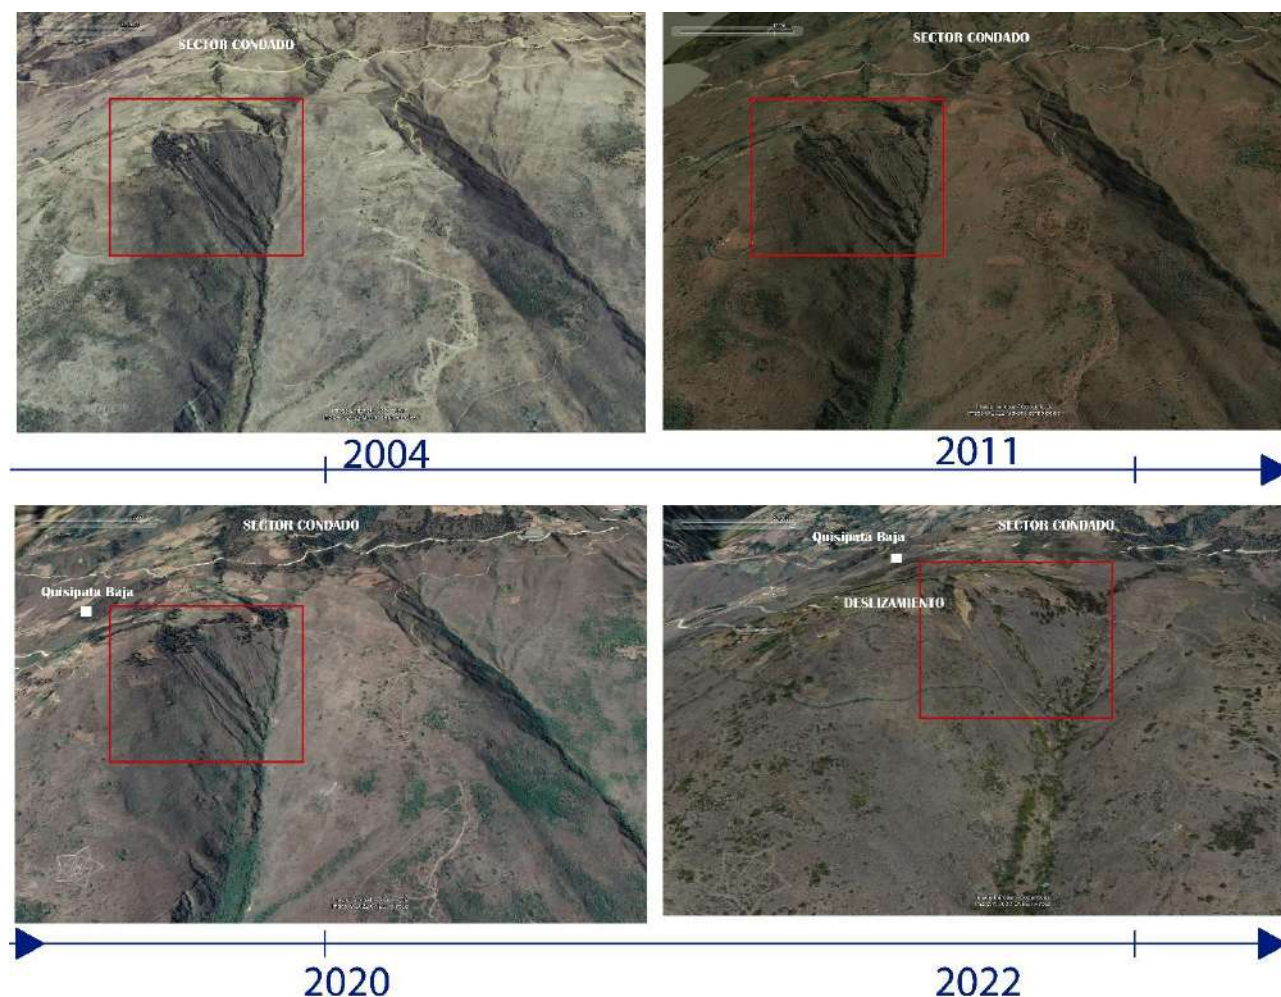 SECTOR CONDADO
SECTOR CONDADO
2004
2011
SECTOR CONDADO
Quisipata Baja
SECTOR CONDADO
Quisipata Baja
DESLIZAMIENTO
2020
2022